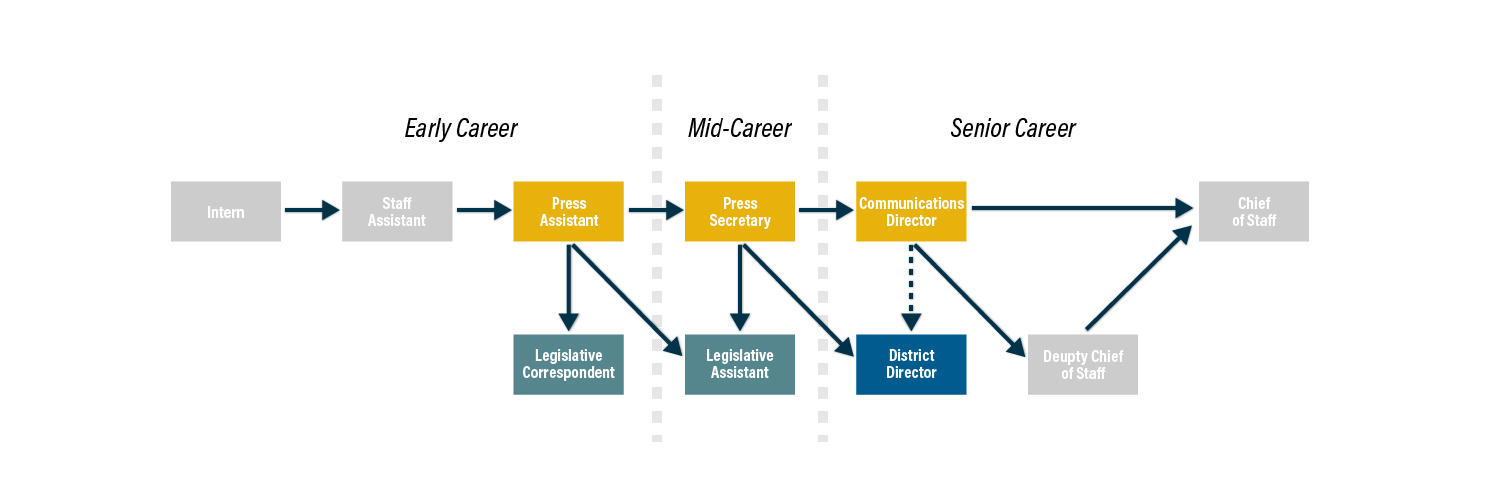 Early Career
Mid-Career
Senior Career
Intern
Staff
Assistant
Press
Assistant
Press
Secretary
Communications
Director
Chief
of Staff
Legislative
Correspondent
Legislative
Assistant
District
Director
Deupty Chief
of Staff